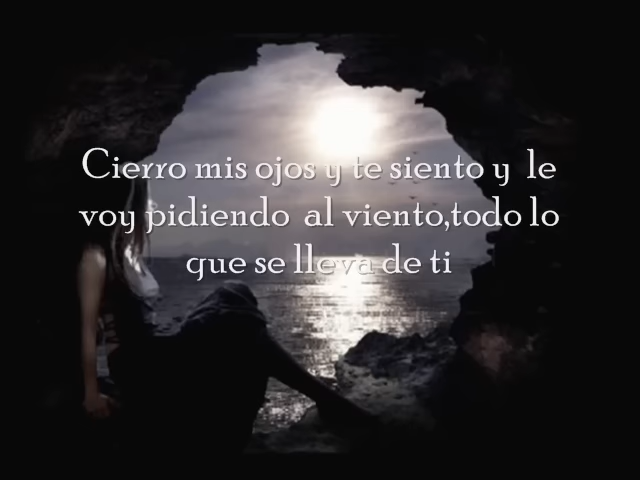 Cierro mis ojos y te siento y le
voy pidiendo al viento,todo lo
que se lleva de ti